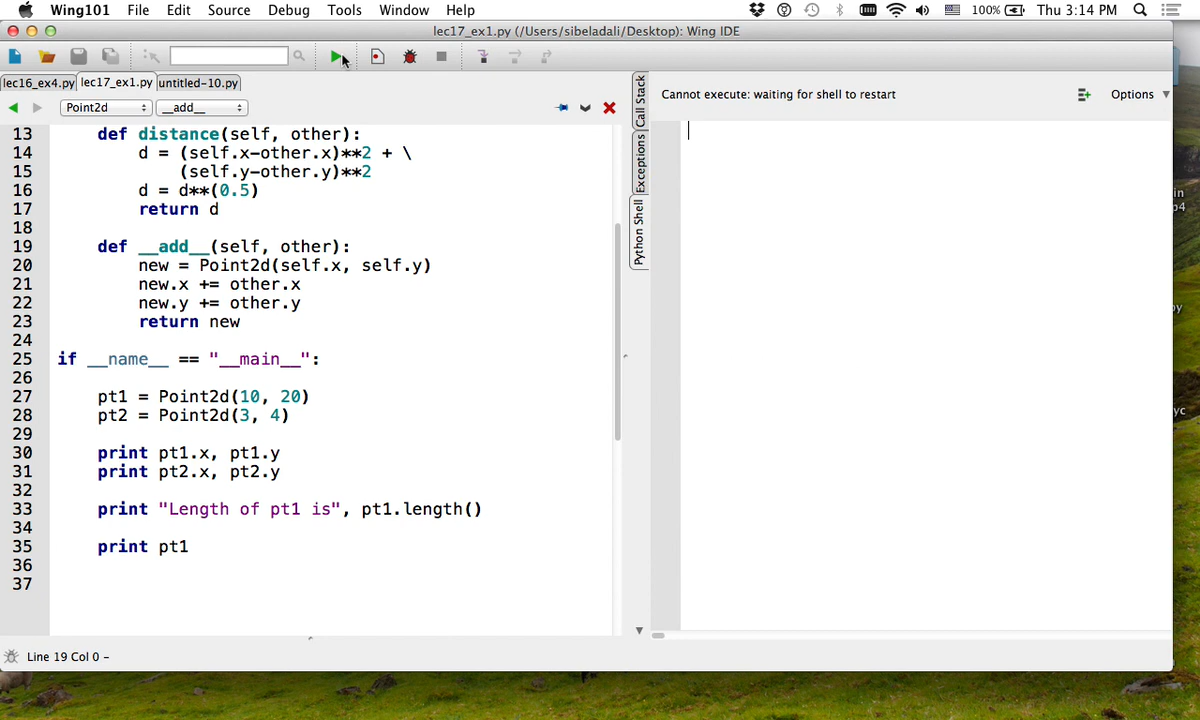 Wing101 File Edit Source Debug Tools Window Help 100% Thu 3:14 PM
lec17_ex1.py (/Users/sibeladali/Desktop): Wing IDE
lec16_ex4.py lec17_ex1.py untitled-10.py
Point2d __add__
Call Stack
Exceptions
Python Shell
Cannot execute: waiting for shell to restart Options
13 def distance(self, other):
14 d = (self.x-other.x)**2 + \
15 (self.y-other.y)**2
16 d = d**(0.5)
17 return d
18
19 def __add__(self, other):
20 new = Point2d(self.x, self.y)
21 new.x += other.x
22 new.y += other.y
23 return new
24
25 if __name__ == "__main__":
26
27 pt1 = Point2d(10, 20)
28 pt2 = Point2d(3, 4)
29
30 print pt1.x, pt1.y
31 print pt2.x, pt2.y
32
33 print "Length of pt1 is", pt1.length()
34
35 print pt1
36
37
Line 19 Col 0 –